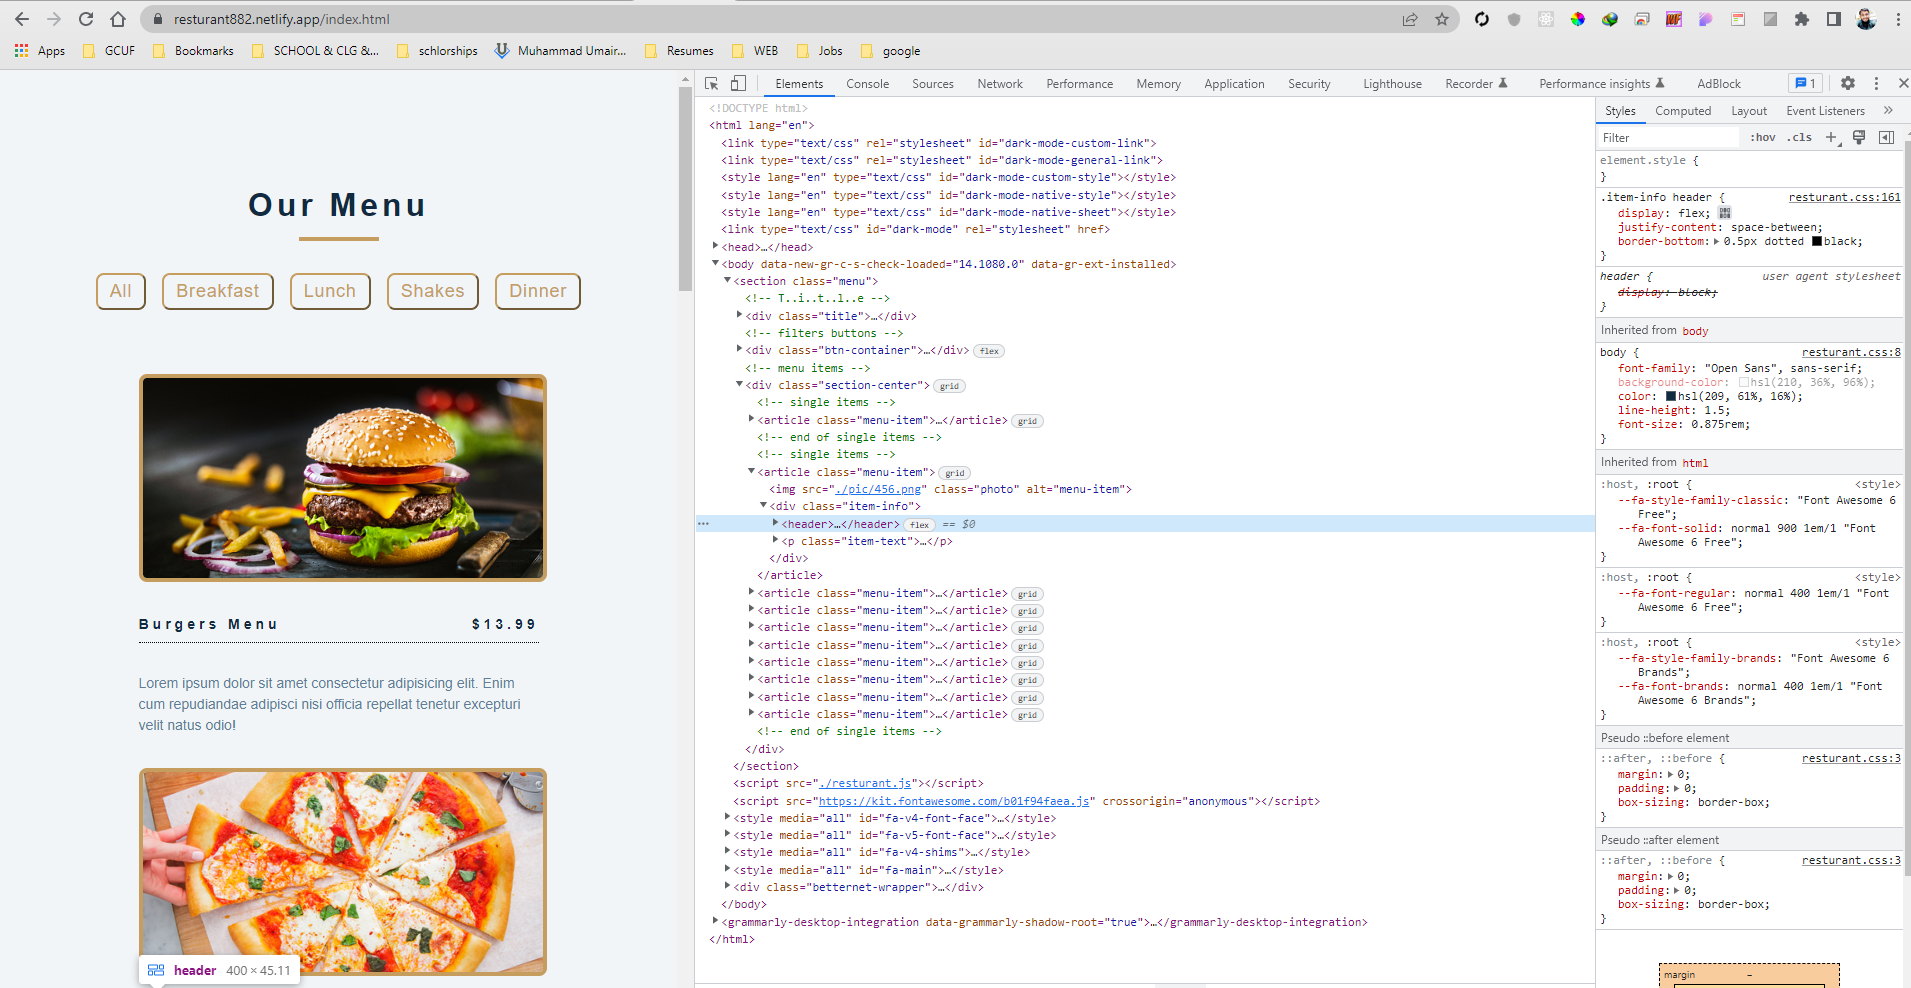 resturant882.netlify.app/index.html
Apps GCUF Bookmarks SCHOOL & CLG &... schlorships Muhammad Umair... Resumes WEB Jobs google
Our Menu
All Breakfast Lunch Shakes Dinner
Burgers Menu $13.99
Lorem ipsum dolor sit amet consectetur adipisicing elit. Enim
cum repudiandae adipisci nisi officia repellat tenetur excepturi
velit natus odio!
header 400 × 45.11
Elements Console Sources Network Performance Memory Application Security Lighthouse Recorder Performance insights AdBlock 1
<!DOCTYPE html>
<html lang="en">
<link type="text/css" rel="stylesheet" id="dark-mode-custom-link">
<link type="text/css" rel="stylesheet" id="dark-mode-general-link">
<style lang="en" type="text/css" id="dark-mode-custom-style"></style>
<style lang="en" type="text/css" id="dark-mode-native-style"></style>
<style lang="en" type="text/css" id="dark-mode-native-sheet"></style>
<link type="text/css" id="dark-mode" rel="stylesheet" href>
<head>…</head>
<body data-new-gr-c-s-check-loaded="14.1080.0" data-gr-ext-installed>
<section class="menu">
<!-- T..i..t...l..e -->
<div class="title">…</div>
<!-- filters buttons -->
<div class="btn-container">…</div> flex
<!-- menu items -->
<div class="section-center"> grid
<!-- single items -->
<article class="menu-item">…</article> grid
<!-- end of single items -->
<!-- single items -->
<article class="menu-item"> grid
<img src="./pic/456.png" class="photo" alt="menu-item">
<div class="item-info">
<header>…</header> flex == $0
<p class="item-text">…</p>
</div>
</article>
<article class="menu-item">…</article> grid
<article class="menu-item">…</article> grid
<article class="menu-item">…</article> grid
<article class="menu-item">…</article> grid
<article class="menu-item">…</article> grid
<article class="menu-item">…</article> grid
<article class="menu-item">…</article> grid
<article class="menu-item">…</article> grid
<!-- end of single items -->
</div>
</section>
<script src="./resturant.js"></script>
<script src="https://kit.fontawesome.com/b01f94faea.js" crossorigin="anonymous"></script>
<style media="all" id="fa-v4-font-face">…</style>
<style media="all" id="fa-v5-font-face">…</style>
<style media="all" id="fa-v4-shims">…</style>
<style media="all" id="fa-main">…</style>
<div class="betternet-wrapper">…</div>
</body>
<grammarly-desktop-integration data-grammarly-shadow-root="true">…</grammarly-desktop-integration>
</html>
Styles Computed Layout Event Listeners »
Filter :hov .cls +
element.style {
}
.item-info header { resturant.css:161
display: flex;
justify-content: space-between;
border-bottom: 0.5px dotted black;
}
header { user agent stylesheet
display: block;
}
Inherited from body
body { resturant.css:8
font-family: "Open Sans", sans-serif;
background-color: hsl(210, 36%, 96%);
color: hsl(209, 61%, 16%);
line-height: 1.5;
font-size: 0.875rem;
}
Inherited from html
:host, :root { <style>
--fa-style-family-classic: "Font Awesome 6
Free";
--fa-font-solid: normal 900 1em/1 "Font
Awesome 6 Free";
}
:host, :root { <style>
--fa-font-regular: normal 400 1em/1 "Font
Awesome 6 Free";
}
:host, :root { <style>
--fa-style-family-brands: "Font Awesome 6
Brands";
--fa-font-brands: normal 400 1em/1 "Font
Awesome 6 Brands";
}
Pseudo ::before element
::after, ::before { resturant.css:3
margin: 0;
padding: 0;
box-sizing: border-box;
}
Pseudo ::after element
::after, ::before { resturant.css:3
margin: 0;
padding: 0;
box-sizing: border-box;
}
margin –